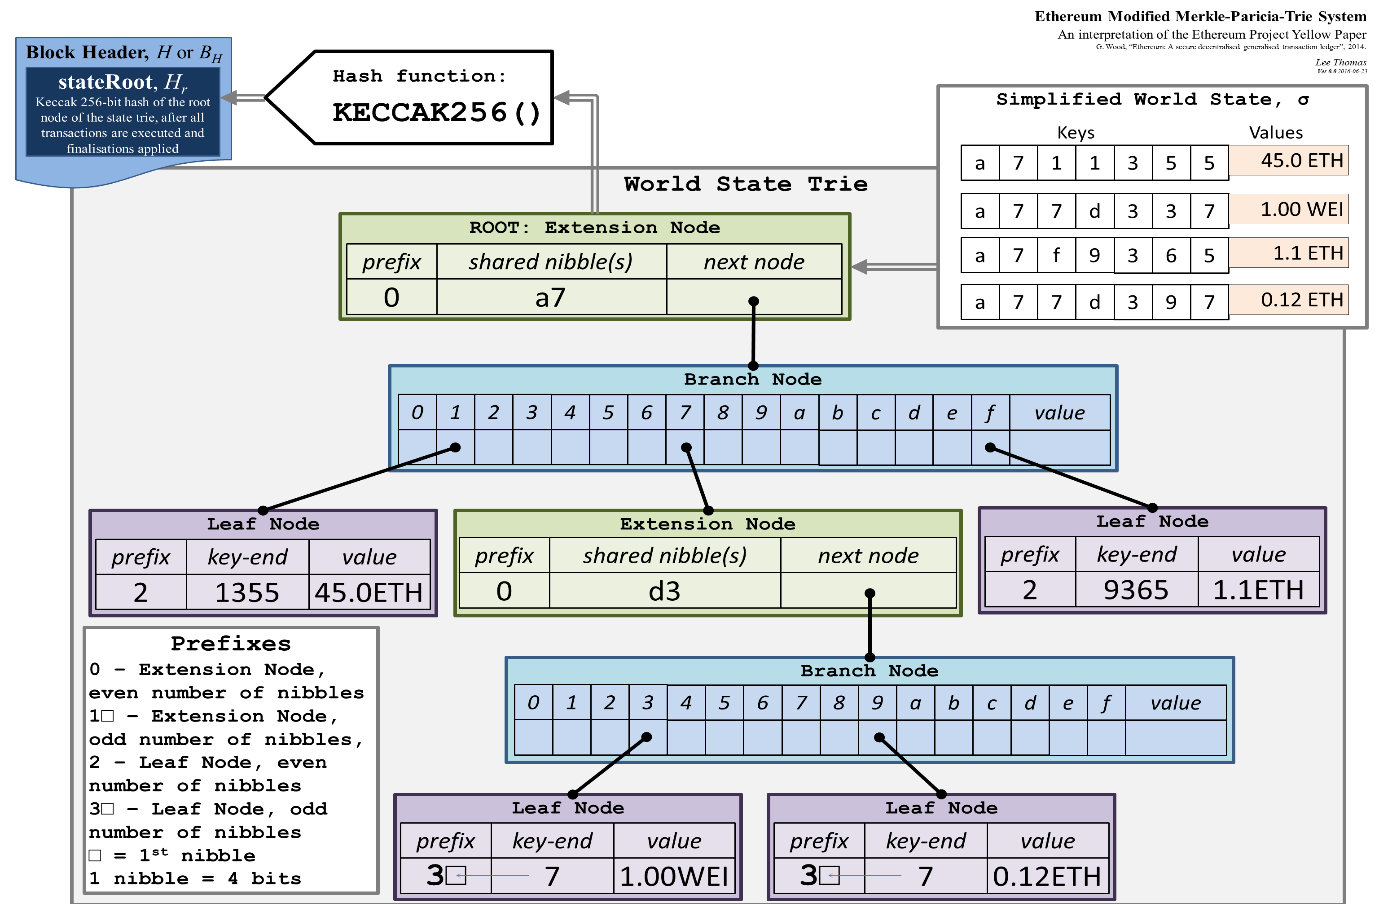 Ethereum Modified Merkle-Paricia-Trie System
An interpretation of the Ethereum Project Yellow Paper
G. Wood, "Ethereum: A secure decentralised generalised transaction ledger", 2014.
Lee Thomas
Block Header, H or B_H
stateRoot, H_r
Keccak 256-bit hash of the root
node of the state trie, after all
transactions are executed and
finalisations applied
Hash function:
KECCAK256()
Simplified World State, σ
Keys Values
a 7 1 1 3 5 5 45.0 ETH
a 7 7 d 3 3 7 1.00 WEI
a 7 f 9 3 6 5 1.1 ETH
a 7 7 d 3 9 7 0.12 ETH
World State Trie
ROOT: Extension Node
prefix shared nibble(s) next node
0 a7
Branch Node
0 1 2 3 4 5 6 7 8 9 a b c d e f value
Leaf Node
prefix key-end value
2 1355 45.0ETH
Extension Node
prefix shared nibble(s) next node
0 d3
Leaf Node
prefix key-end value
2 9365 1.1ETH
Branch Node
0 1 2 3 4 5 6 7 8 9 a b c d e f value
Leaf Node
prefix key-end value
3□ 7 1.00WEI
Leaf Node
prefix key-end value
3□ 7 0.12ETH
Prefixes
0 – Extension Node,
even number of nibbles
1□ – Extension Node,
odd number of nibbles,
2 – Leaf Node, even
number of nibbles
3□ – Leaf Node, odd
number of nibbles
□ = 1st nibble
1 nibble = 4 bits